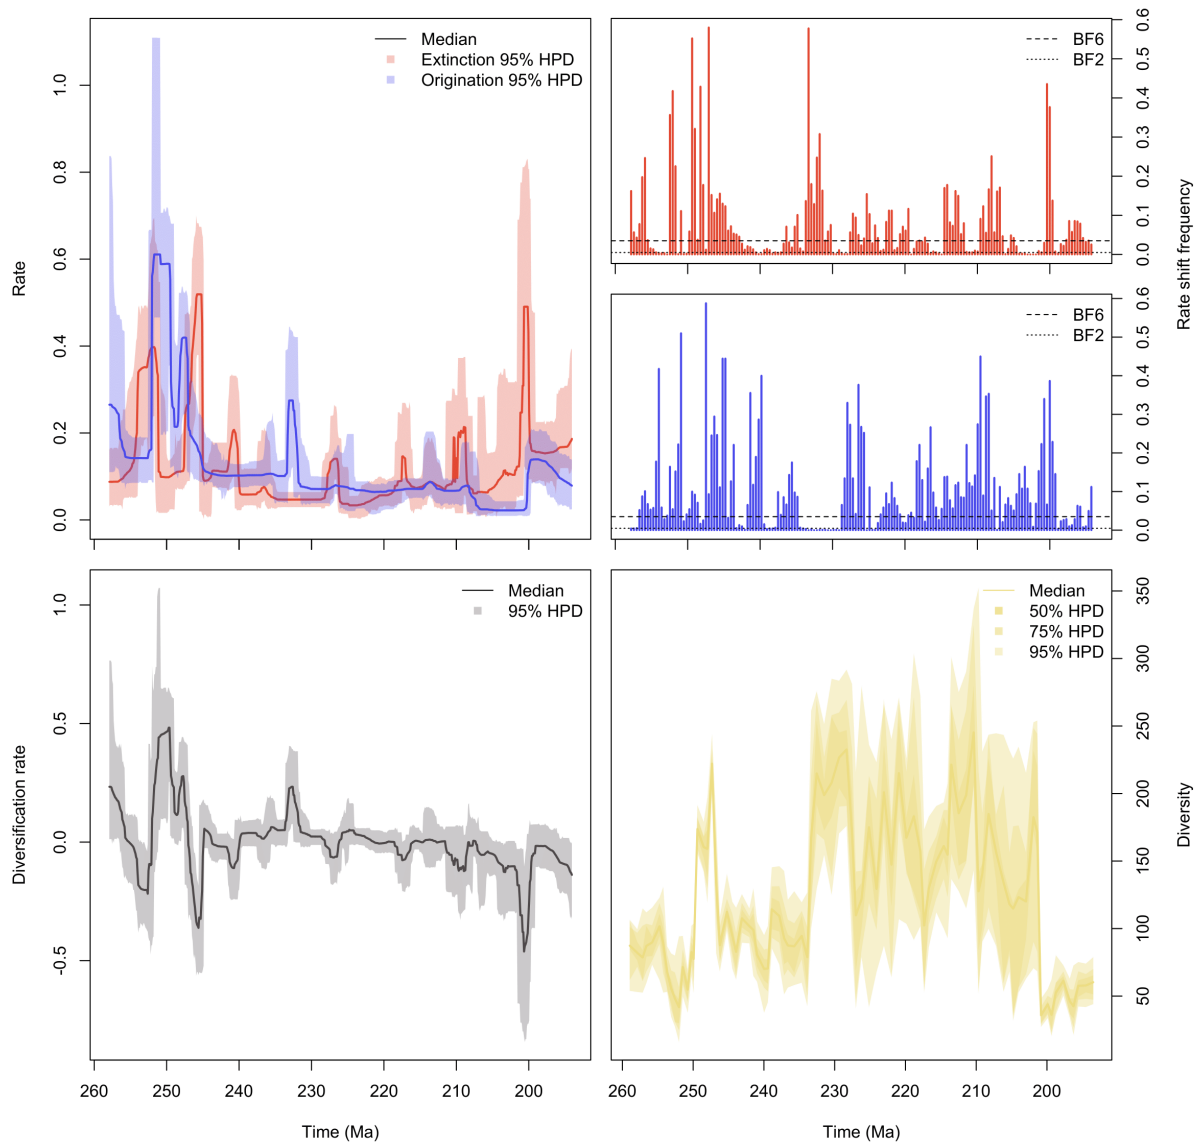 Median
Extinction 95% HPD
Origination 95% HPD
Rate
0.0
0.2
0.4
0.6
0.8
1.0
BF6
BF2
0.0
0.1
0.2
0.3
0.4
0.5
0.6
Rate shift frequency
BF6
BF2
0.0
0.1
0.2
0.3
0.4
0.5
0.6
Median
95% HPD
Diversification rate
-0.5
0.0
0.5
1.0
260
250
240
230
220
210
200
Time (Ma)
Median
50% HPD
75% HPD
95% HPD
50
100
150
200
250
300
350
Diversity
260
250
240
230
220
210
200
Time (Ma)